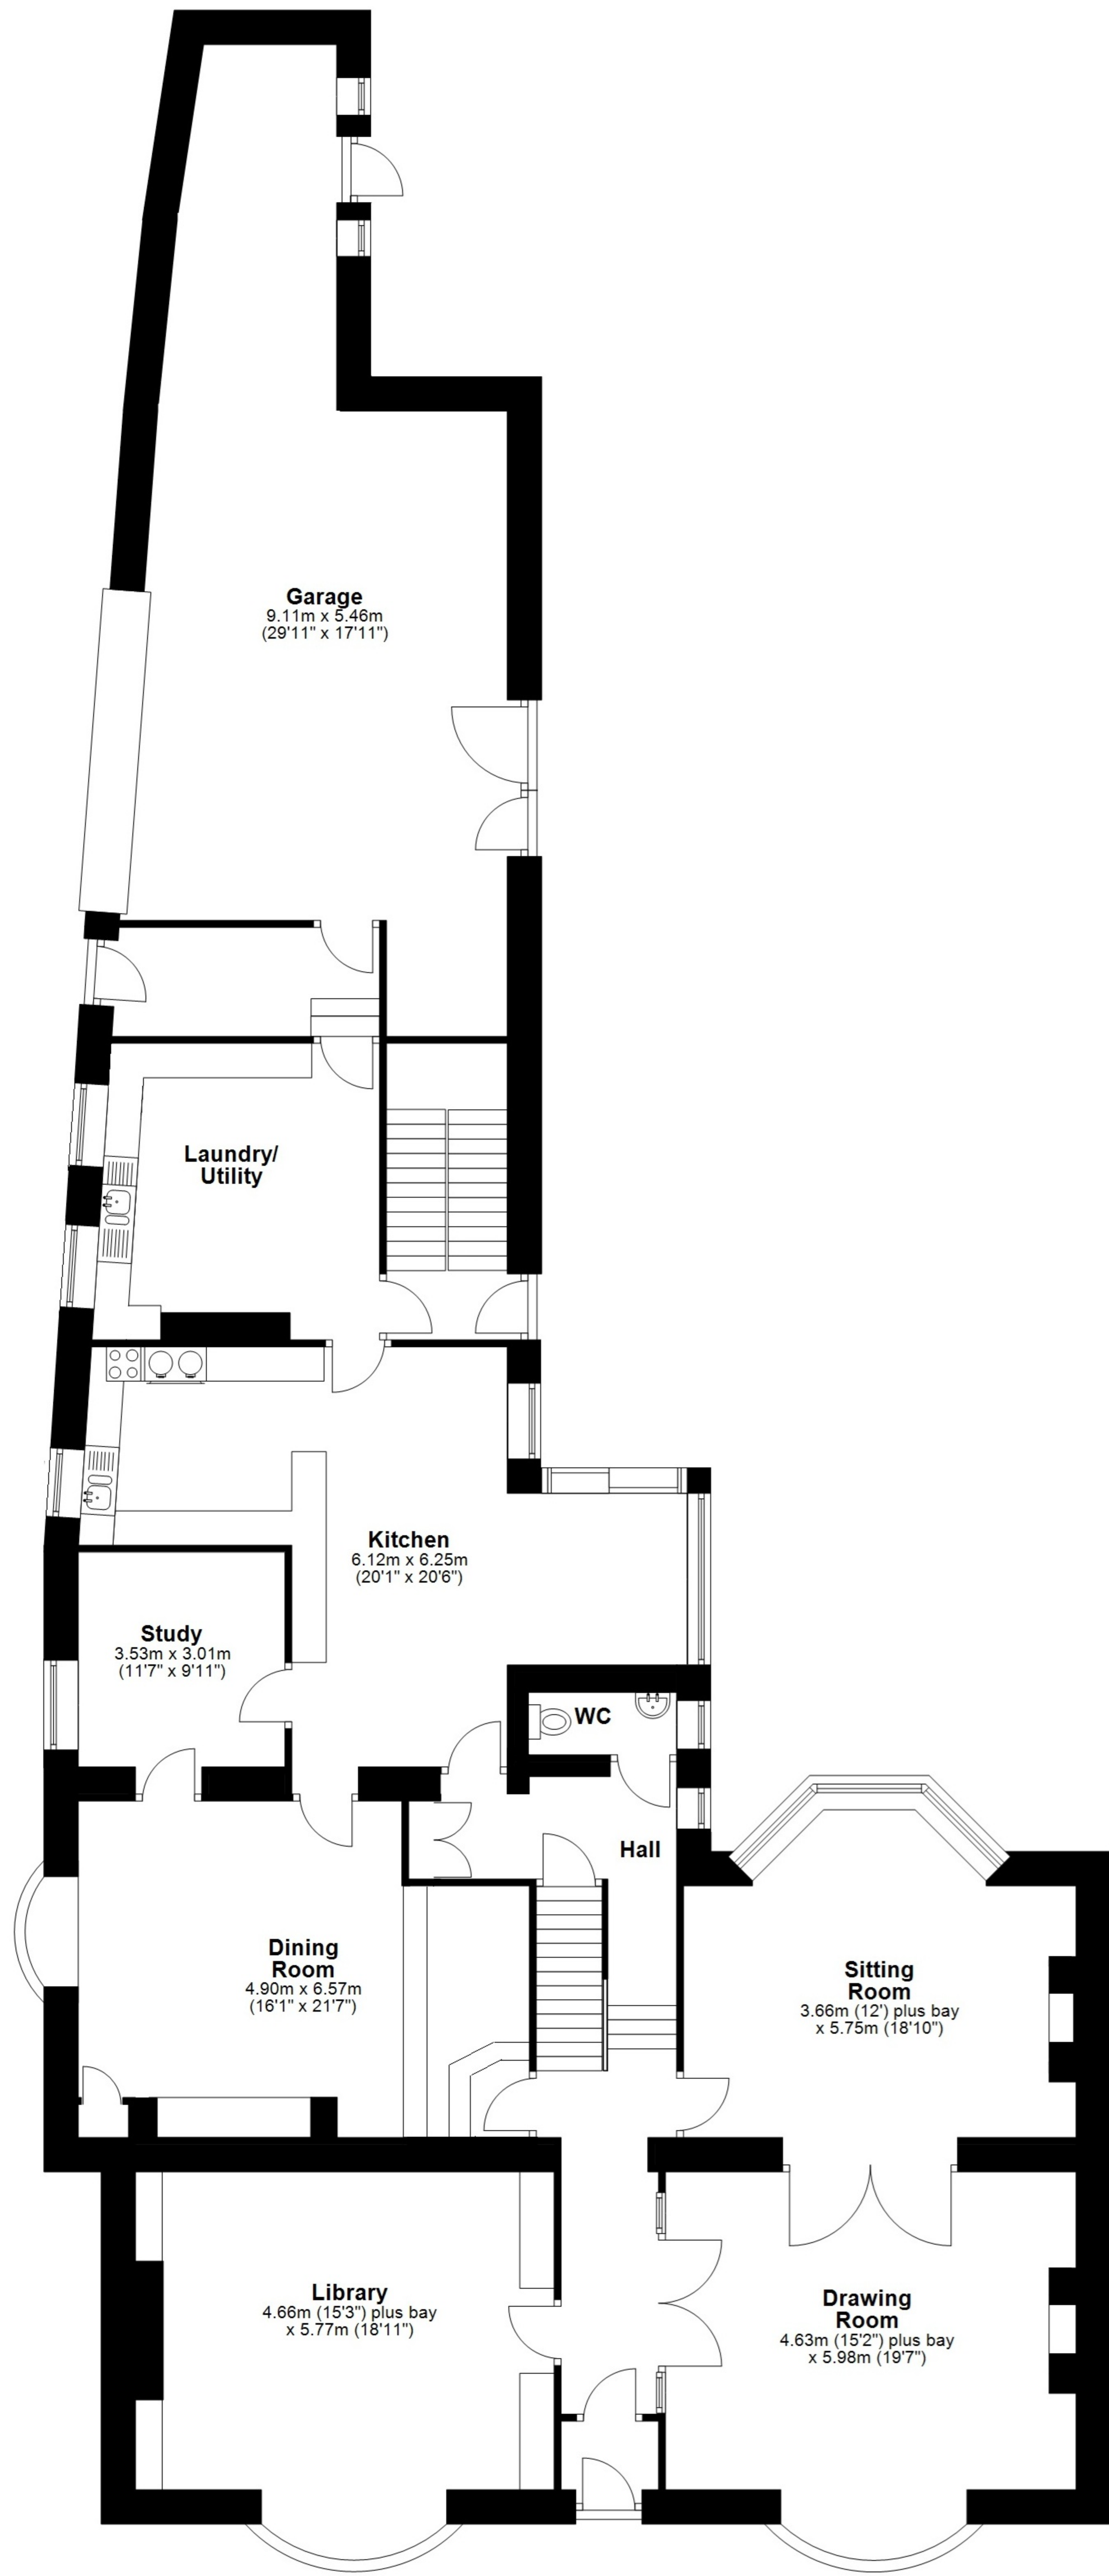 Garage
9.11m x 5.46m
(29'11" x 17'11")
Laundry/
Utility
Kitchen
6.12m x 6.25m
(20'1" x 20'6")
Study
3.53m x 3.01m
(11'7" x 9'11")
WC
Hall
Dining
Room
4.90m x 6.57m
(16'1" x 21'7")
Sitting
Room
3.66m (12') plus bay
x 5.75m (18'10")
Library
4.66m (15'3") plus bay
x 5.77m (18'11")
Drawing
Room
4.63m (15'2") plus bay
x 5.98m (19'7")